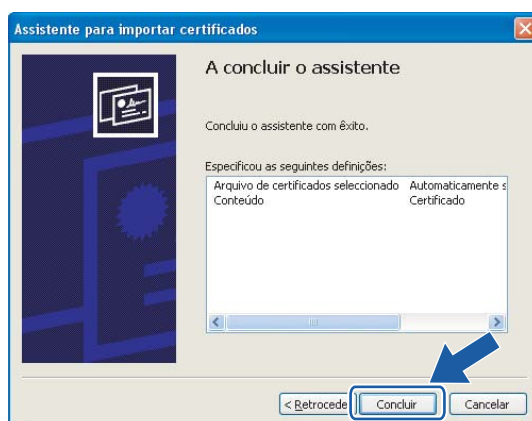 Assistente para importar certificados
A concluir o assistente
Concluiu o assistente com êxito.
Especificou as seguintes definições:
Arquivo de certificados seleccionado Automaticamente s
Conteúdo Certificado
< Retrocede Concluir Cancelar